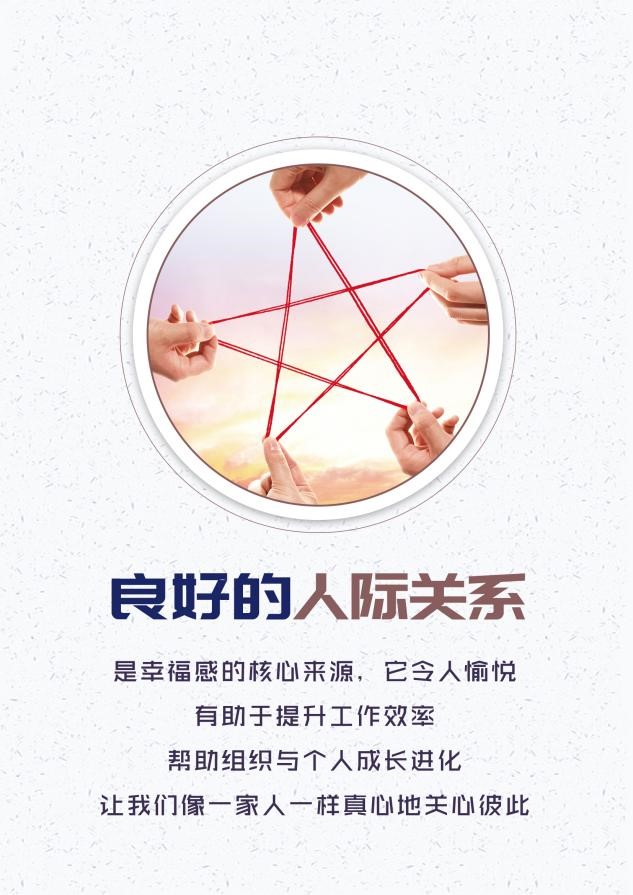 良好的人际关系
是幸福感的核心来源，它令人愉悦
有助于提升工作效率
帮助组织与个人成长进化
让我们像一家人一样真心地关心彼此